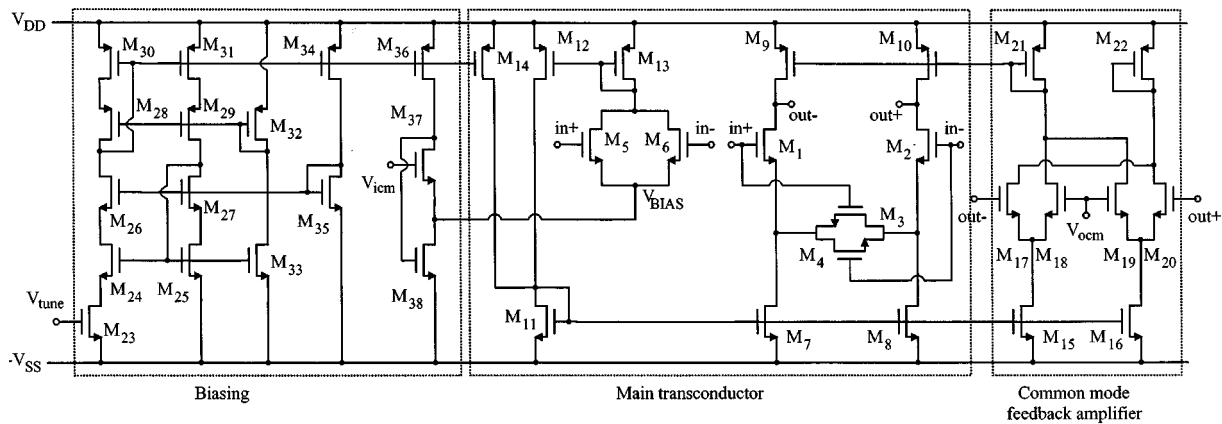 V_DD
M_30
M_31
M_34
M_36
M_14
M_12
M_13
M_9
M_10
M_21
M_22
M_28
M_29
M_32
M_37
in+
M_5
M_6
in-
in+
out-
M_1
out+
M_2
in-
V_icm
V_BIAS
M_26
M_27
M_35
M_3
M_4
out-
V_ocm
out+
M_24
M_25
M_33
M_38
M_17
M_18
M_19
M_20
V_tune
M_23
M_11
M_7
M_8
M_15
M_16
-V_SS
Biasing
Main transconductor
Common mode
feedback amplifier